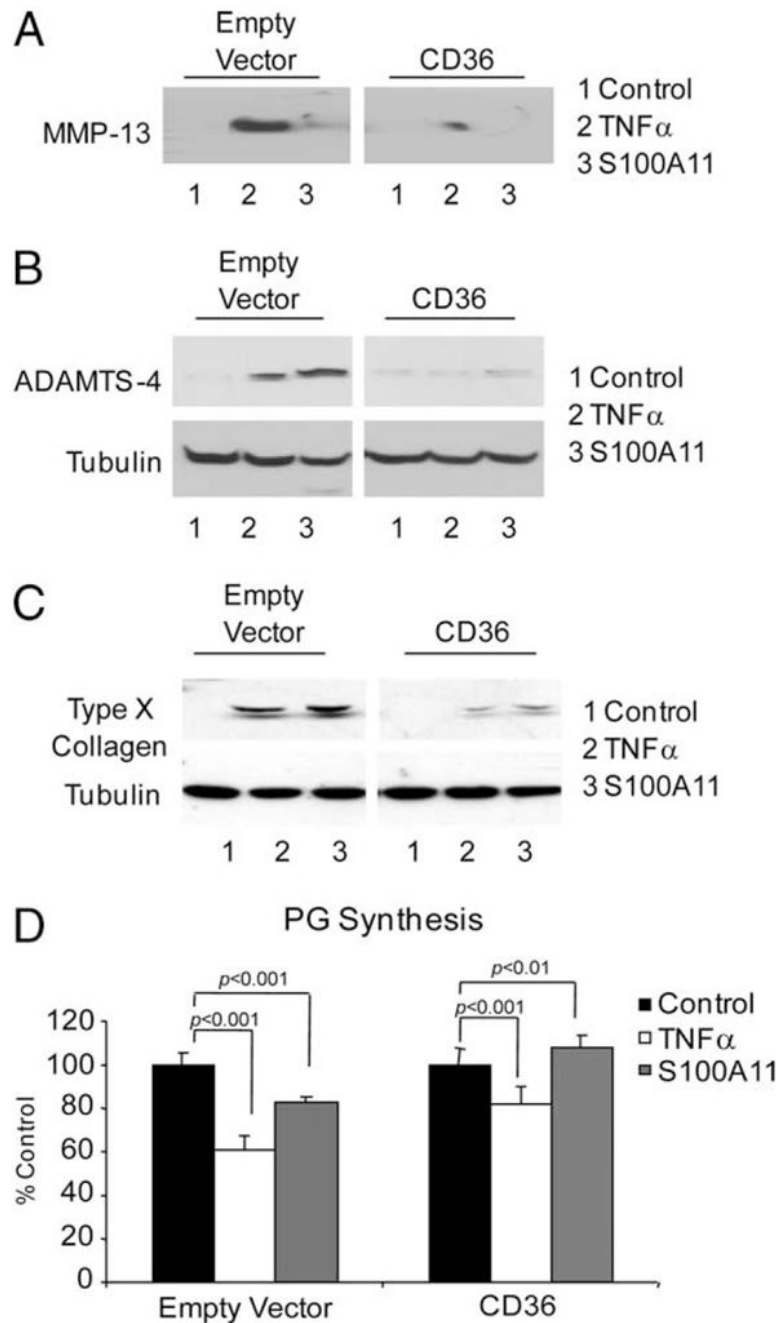 A
Empty
Vector
CD36
MMP-13
1 Control
2 TNFα
3 S100A11
1 2 3 1 2 3
B
Empty
Vector
CD36
ADAMTS-4
Tubulin
1 Control
2 TNFα
3 S100A11
1 2 3 1 2 3
C
Empty
Vector
CD36
Type X
Collagen
Tubulin
1 Control
2 TNFα
3 S100A11
1 2 3 1 2 3
D
PG Synthesis
p<0.001
p<0.001
p<0.01
p<0.001
Control
TNFα
S100A11
% Control
120
100
80
60
40
20
0
Empty Vector
CD36